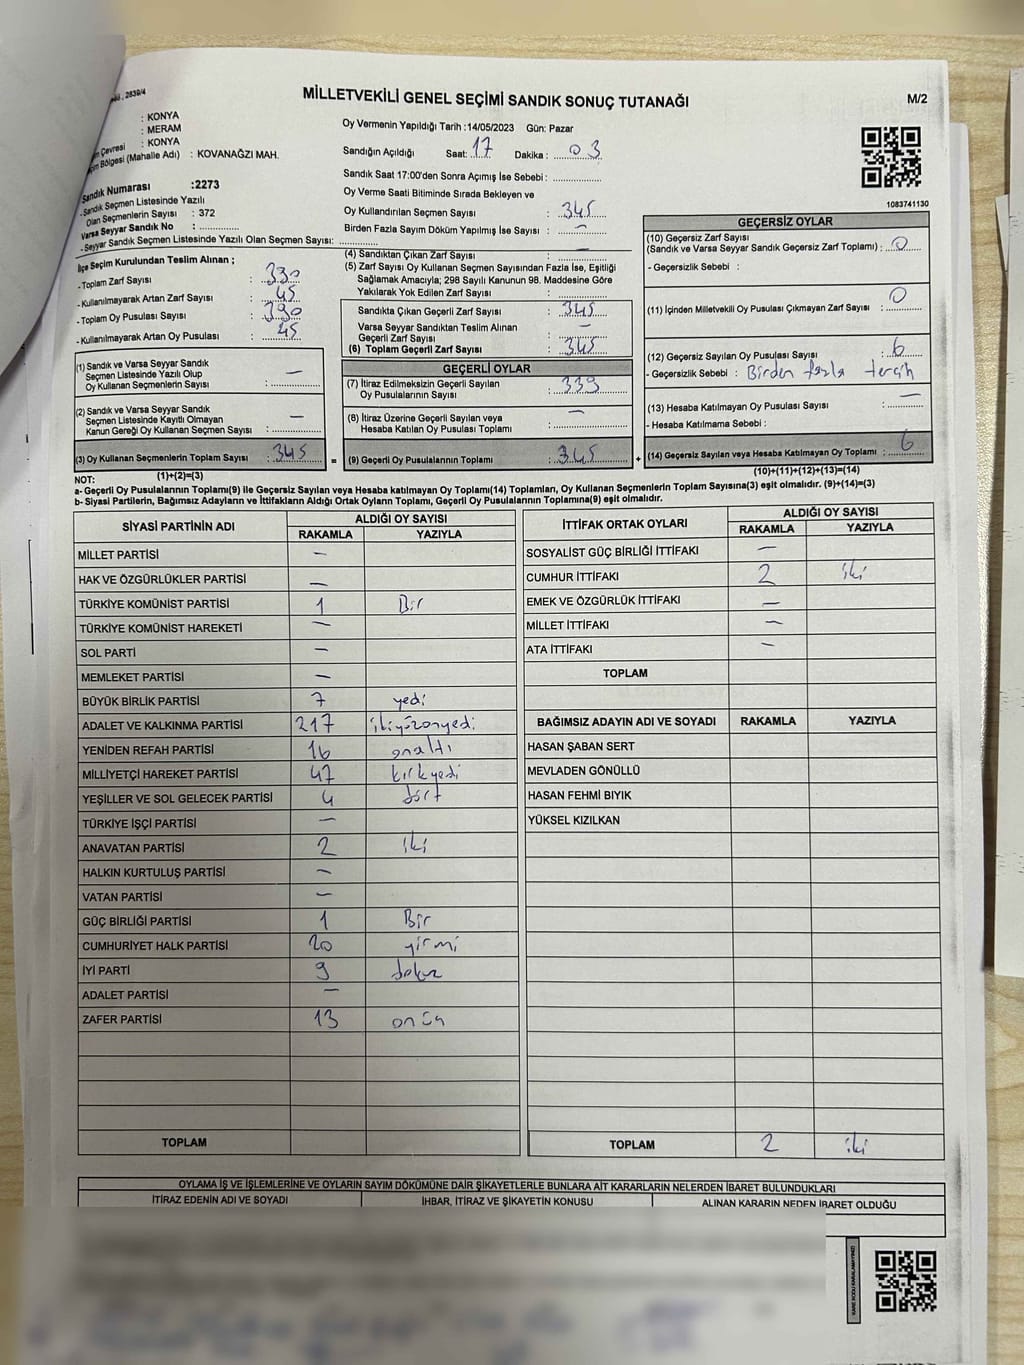 2839/4
MİLLETVEKİLİ GENEL SEÇİMİ SANDIK SONUÇ TUTANAĞI
M/2
: KONYA
: MERAM
Çevresi : KONYA
Bölgesi (Mahalle Adı) : KOVANAĞZI MAH.
Sandık Numarası :2273
-Sandık Seçmen Listesinde Yazılı
Olan Seçmenlerin Sayısı : 372
Varsa Seyyar Sandık No :
- Seyyar Sandık Seçmen Listesinde Yazılı Olan Seçmen Sayısı:
İlçe Seçim Kurulundan Teslim Alınan ;
-Toplam Zarf Sayısı :
-Kullanılmayarak Artan Zarf Sayısı : 45
-Toplam Oy Pusulası Sayısı :
-Kullanılmayarak Artan Oy Pusulası : 45
(1) Sandık ve Varsa Seyyar Sandık
Seçmen Listesinde Yazılı Olup
Oy Kullanan Seçmenlerin Sayısı : —
(2) Sandık ve Varsa Seyyar Sandık
Seçmen Listesinde Kayıtlı Olmayan
Kanun Gereği Oy Kullanan Seçmen Sayısı : —
(3) Oy Kullanan Seçmenlerin Toplam Sayısı : 345
(1)+(2)=(3)
Oy Vermenin Yapıldığı Tarih :14/05/2023 Gün: Pazar
Sandığın Açıldığı Saat: 17 Dakika : 03
Sandık Saat 17:00'den Sonra Açımış İse Sebebi :
Oy Verme Saati Bitiminde Sırada Bekleyen ve
Oy Kullandırılan Seçmen Sayısı : 345
Birden Fazla Sayım Döküm Yapılmış İse Sayısı : —
(4) Sandıktan Çıkan Zarf Sayısı : —
(5) Zarf Sayısı Oy Kullanan Seçmen Sayısından Fazla İse, Eşitliği
Sağlamak Amacıyla; 298 Sayılı Kanunun 98. Maddesine Göre
Yakılarak Yok Edilen Zarf Sayısı :
Sandıkta Çıkan Geçerli Zarf Sayısı : 345
Varsa Seyyar Sandıktan Teslim Alınan
Geçerli Zarf Sayısı : —
(6) Toplam Geçerli Zarf Sayısı : 345
GEÇERLİ OYLAR
(7) İtiraz Edilmeksizin Geçerli Sayılan
Oy Pusulalarının Sayısı : 339
(8) İtiraz Üzerine Geçerli Sayılan veya
Hesaba Katılan Oy Pusulası Toplamı : —
= (9) Geçerli Oy Pusulalarının Toplamı : 345 +
1083741130
GEÇERSİZ OYLAR
(10) Geçersiz Zarf Sayısı
(Sandık ve Varsa Seyyar Sandık Geçersiz Zarf Toplamı) : 0
- Geçersizlik Sebebi :
(11) İçinden Milletvekili Oy Pusulası Çıkmayan Zarf Sayısı : 0
(12) Geçersiz Sayılan Oy Pusulası Sayısı : 6
- Geçersizlik Sebebi : Birden fazla tercih
(13) Hesaba Katılmayan Oy Pusulası Sayısı : —
- Hesaba Katılmama Sebebi :
(14) Geçersiz Sayılan veya Hesaba Katılmayan Oy Toplamı : 6
(10)+(11)+(12)+(13)=(14)
NOT:
a- Geçerli Oy Pusulalarının Toplamı(9) ile Geçersiz Sayılan veya Hesaba katılmayan Oy Toplamı(14) Toplamları, Oy Kullanan Seçmenlerin Toplam Sayısına(3) eşit olmalıdır. (9)+(14)=(3)
b- Siyasi Partilerin, Bağımsız Adayların ve İttifakların Aldığı Ortak Oyların Toplamı, Geçerli Oy Pusulalarının Toplamına(9) eşit olmalıdır.
SİYASİ PARTİNİN ADI ALDIĞI OY SAYISI
RAKAMLA YAZIYLA
MİLLET PARTİSİ —
HAK VE ÖZGÜRLÜKLER PARTİSİ —
TÜRKİYE KOMÜNİST PARTİSİ 1 Bir
TÜRKİYE KOMÜNİST HAREKETİ —
SOL PARTİ —
MEMLEKET PARTİSİ —
BÜYÜK BİRLİK PARTİSİ 7 yedi
ADALET VE KALKINMA PARTİSİ 217 ikiyüzonyedi
YENİDEN REFAH PARTİSİ 16 onaltı
MİLLİYETÇİ HAREKET PARTİSİ 47 kırkyedi
YEŞİLLER VE SOL GELECEK PARTİSİ 4 dört
TÜRKİYE İŞÇİ PARTİSİ —
ANAVATAN PARTİSİ 2 iki
HALKIN KURTULUŞ PARTİSİ —
VATAN PARTİSİ —
GÜÇ BİRLİĞİ PARTİSİ 1 Bir
CUMHURİYET HALK PARTİSİ 20 yirmi
İYİ PARTİ 9 dokuz
ADALET PARTİSİ —
ZAFER PARTİSİ 13 onüç
TOPLAM
İTTİFAK ORTAK OYLARI ALDIĞI OY SAYISI
RAKAMLA YAZIYLA
SOSYALİST GÜÇ BİRLİĞİ İTTİFAKI —
CUMHUR İTTİFAKI 2 iki
EMEK VE ÖZGÜRLÜK İTTİFAKI —
MİLLET İTTİFAKI —
ATA İTTİFAKI —
TOPLAM
BAĞIMSIZ ADAYIN ADI VE SOYADI RAKAMLA YAZIYLA
HASAN ŞABAN SERT
MEVLADEN GÖNÜLLÜ
HASAN FEHMİ BIYIK
YÜKSEL KIZILKAN
TOPLAM 2 iki
OYLAMA İŞ VE İŞLEMLERİNE VE OYLARIN SAYIM DÖKÜMÜNE DAİR ŞİKAYETLERLE BUNLARA AİT KARARLARIN NELERDEN İBARET BULUNDUKLARI
İTİRAZ EDENİN ADI VE SOYADI İHBAR, İTİRAZ VE ŞİKAYETİN KONUSU ALINAN KARARIN NEDEN İBARET OLDUĞU
KARE KODU KARALAMAYINIZ!